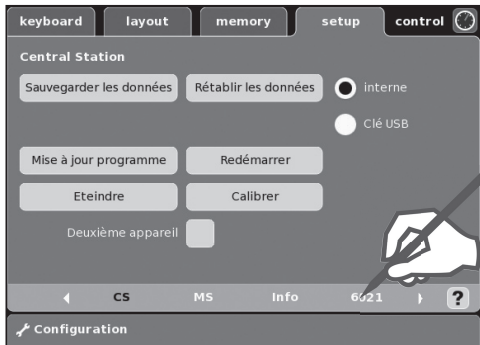 keyboard layout memory setup control
Central Station
Sauvegarder les données Rétablir les données interne
Clé USB
Mise à jour programme Redémarrer
Eteindre Calibrer
Deuxième appareil
CS MS Info 6021 ?
Configuration